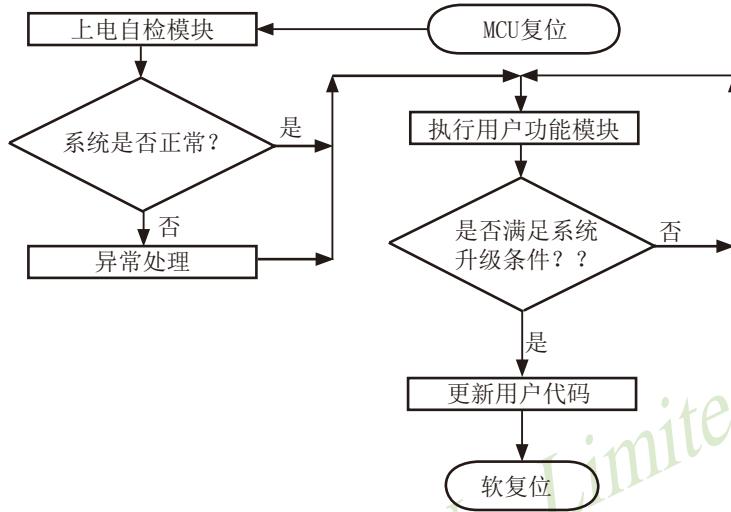 上电自检模块
MCU复位
系统是否正常?
是
否
异常处理
执行用户功能模块
是否满足系统
升级条件??
否
是
更新用户代码
软复位
Limite